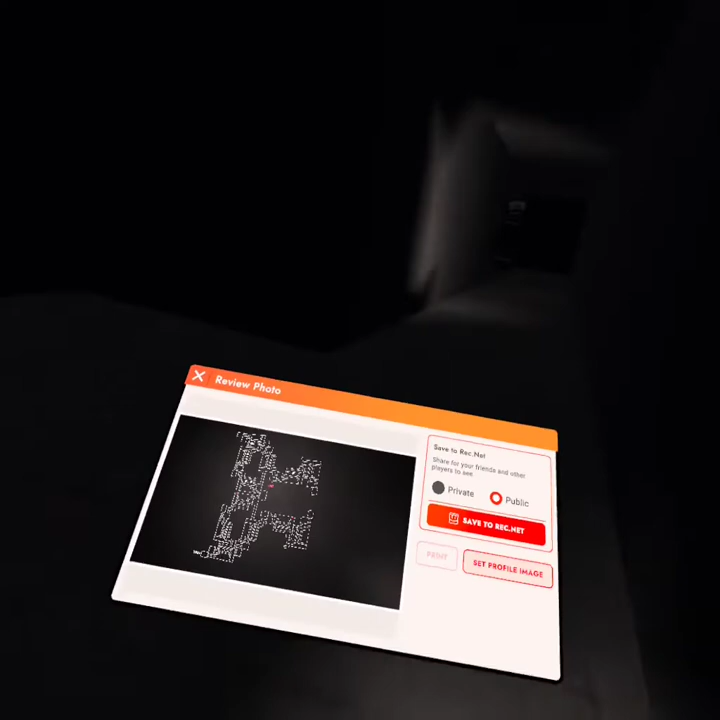 Review Photo
Save to Rec.Net
Share for your friends and other
players to see
Private
Public
SAVE TO REC.NET
PRINT
SET PROFILE IMAGE